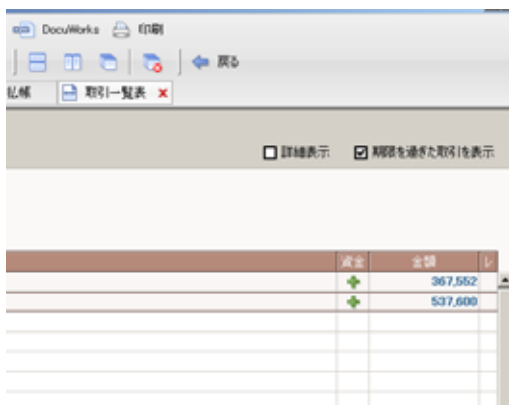 DocuWorks 印刷
戻る
払帳 取引一覧表
詳細表示 期限を過ぎた取引を表示
資金 金額 レ
367,552
537,600